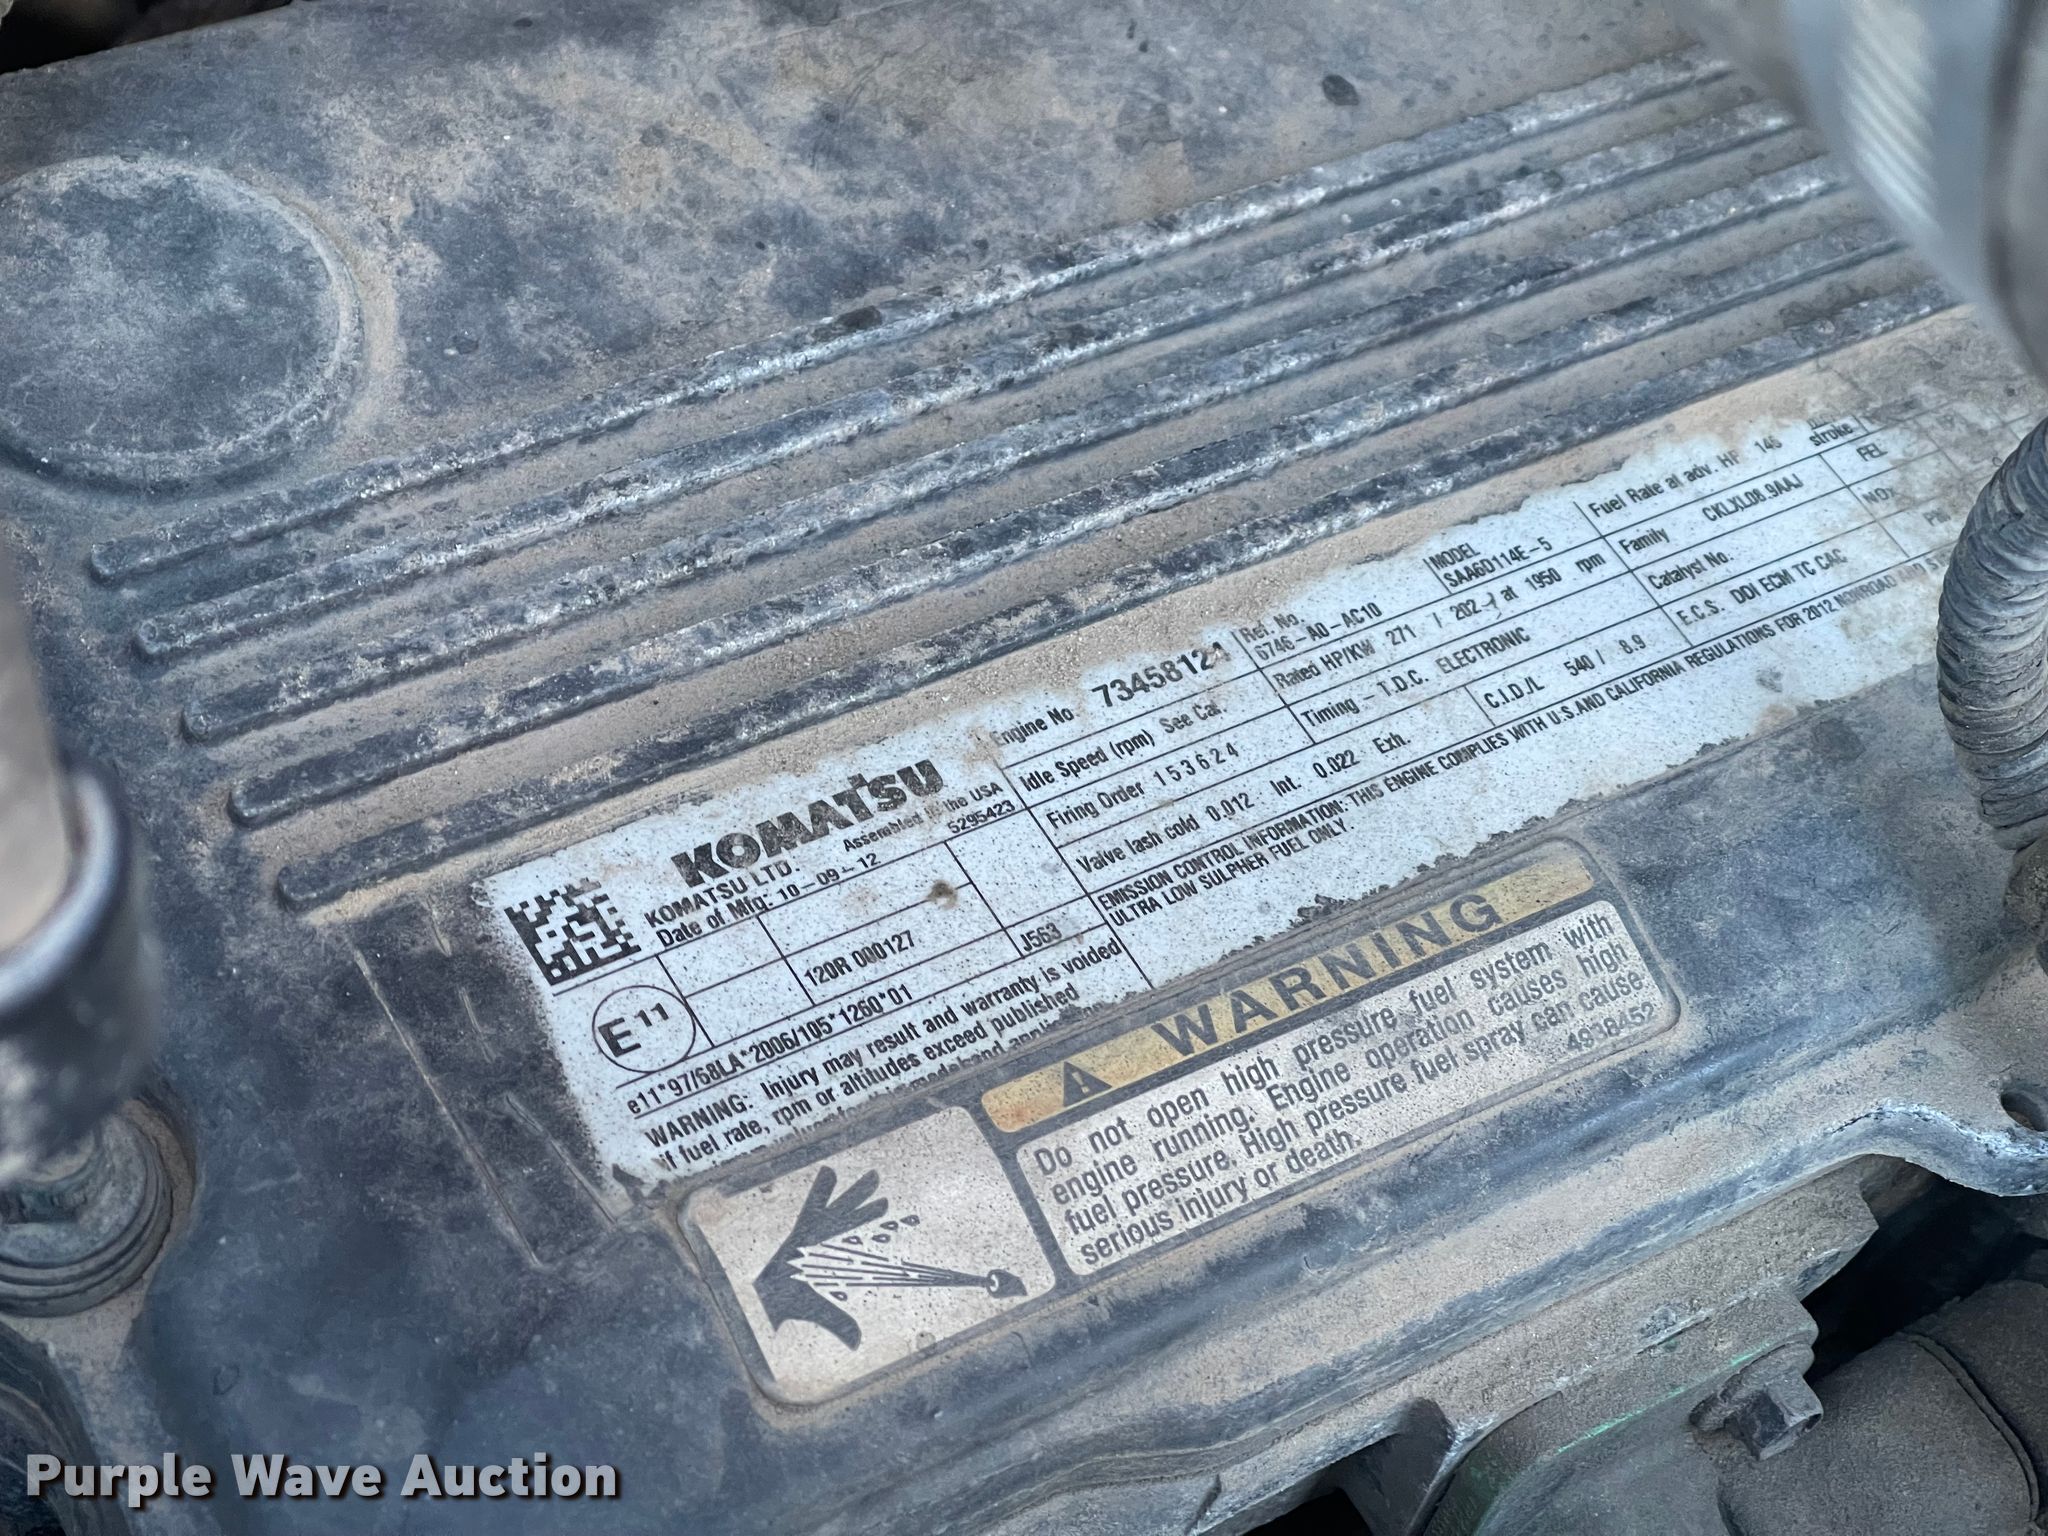 KOMATSU
KOMATSU LTD. Assembled in the USA
Date of Mfg: 10-09-12 5295423
E 11
120R 000127
e11*97/68LA*2006/105*1260*01 J563
WARNING: Injury may result and warranty is voided
if fuel rate, rpm or altitudes exceed published
Engine No. 73458121
Idle Speed (rpm) See Cal.
Firing Order 1 5 3 6 2 4
Valve lash cold 0.012 Int. 0.022 Exh.
Ref. No.
6746-A0-AC10
MODEL
SAA6D114E-5
Rated HP/KW 271 / 202 at 1950 rpm
Timing - T.D.C. ELECTRONIC
C.I.D./L 540 / 8.9
Fuel Rate at adv. HP 146 stroke
Family CKLXL08.9AAJ FEL
Catalyst No. NOx
E.C.S. DDI ECM TC CAC PM
EMISSION CONTROL INFORMATION: THIS ENGINE COMPLIES WITH U.S.AND CALIFORNIA REGULATIONS FOR 2012 NONROAD AND
ULTRA LOW SULPHER FUEL ONLY.
WARNING
Do not open high pressure fuel system with
engine running. Engine operation causes high
fuel pressure. High pressure fuel spray can cause
serious injury or death. 4938452
Purple Wave Auction